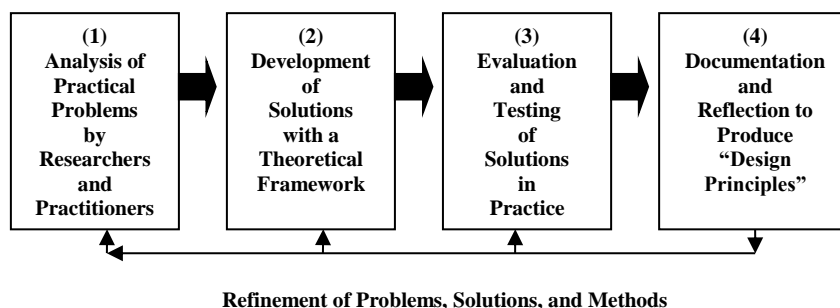 (1)
Analysis of
Practical
Problems
by
Researchers
and
Practitioners
(2)
Development
of
Solutions
with a
Theoretical
Framework
(3)
Evaluation
and
Testing
of
Solutions
in
Practice
(4)
Documentation
and
Reflection to
Produce
“Design
Principles”
Refinement of Problems, Solutions, and Methods